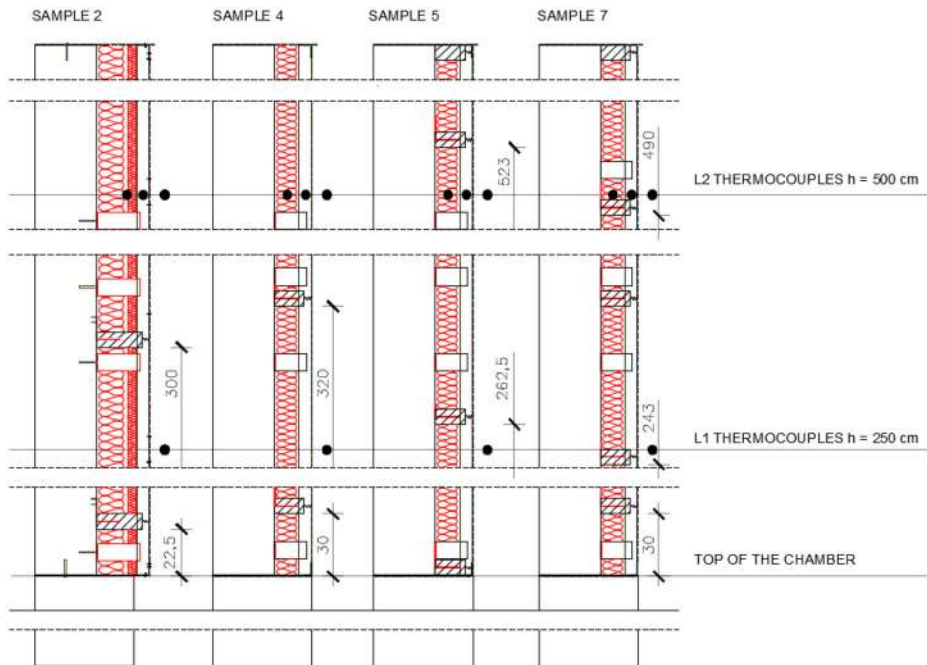 SAMPLE 2
SAMPLE 4
SAMPLE 5
SAMPLE 7
523
490
L2 THERMOCOUPLES h = 500 cm
300
320
262,5
243
L1 THERMOCOUPLES h = 250 cm
22,5
30
30
TOP OF THE CHAMBER